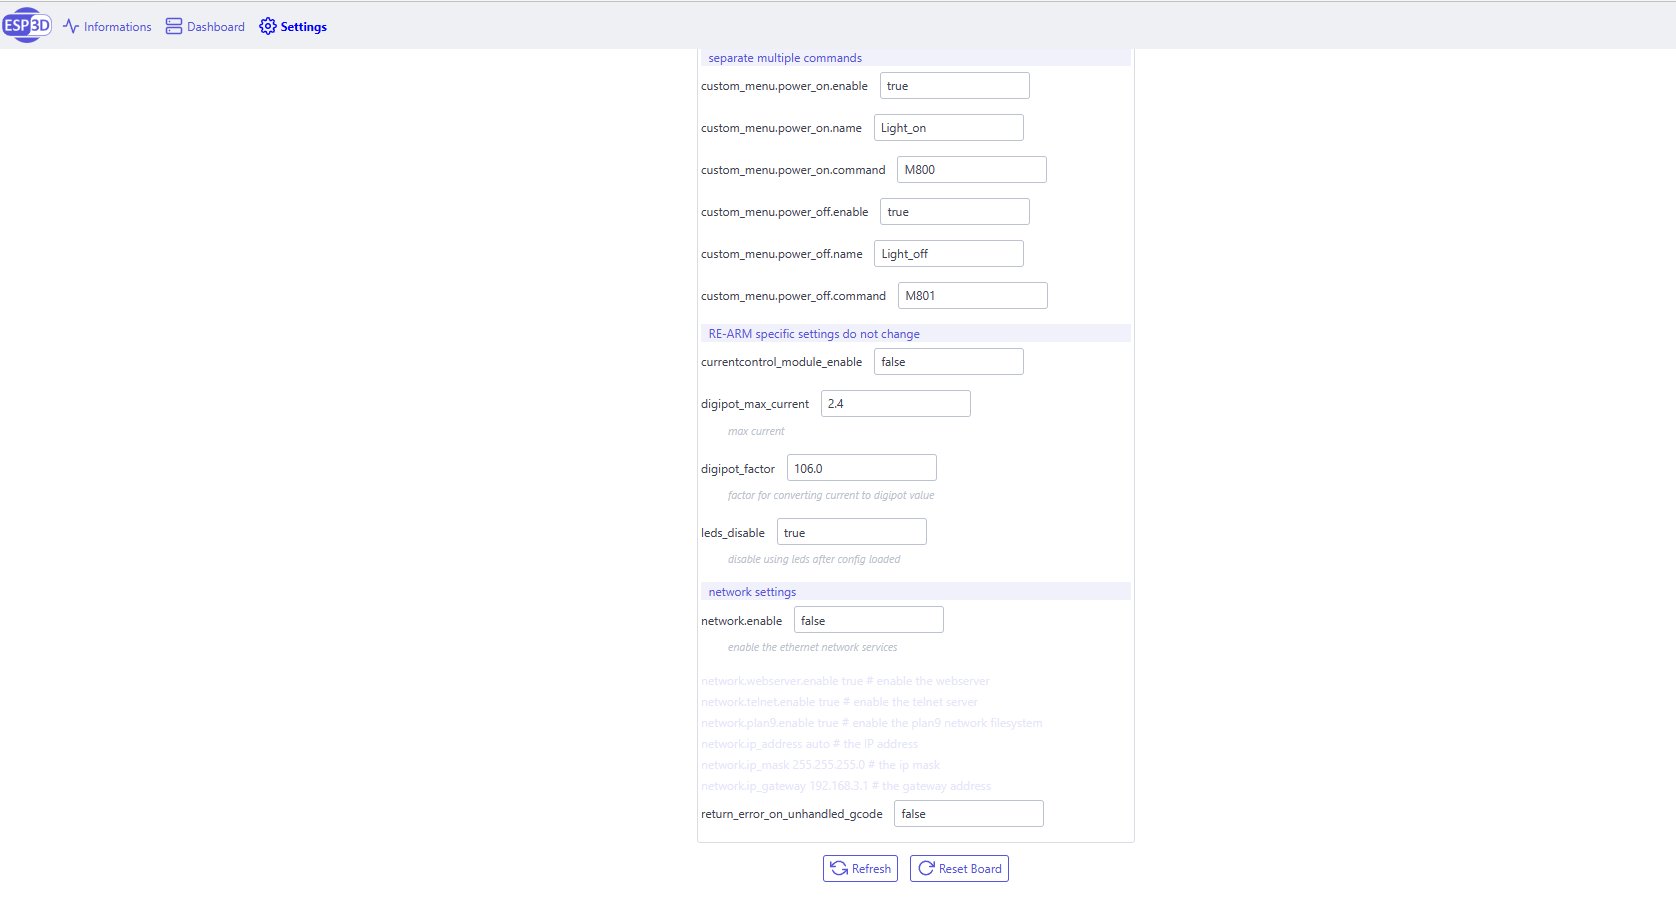 ESP3D Informations Dashboard Settings
separate multiple commands
custom_menu.power_on.enable true
custom_menu.power_on.name Light_on
custom_menu.power_on.command M800
custom_menu.power_off.enable true
custom_menu.power_off.name Light_off
custom_menu.power_off.command M801
RE-ARM specific settings do not change
currentcontrol_module_enable false
digipot_max_current 2.4
max current
digipot_factor 106.0
factor for converting current to digipot value
leds_disable true
disable using leds after config loaded
network settings
network.enable false
enable the ethernet network services
network.webserver.enable true # enable the webserver
network.telnet.enable true # enable the telnet server
network.plan9.enable true # enable the plan9 network filesystem
network.ip_address auto # the IP address
network.ip_mask 255.255.255.0 # the ip mask
network.ip_gateway 192.168.3.1 # the gateway address
return_error_on_unhandled_gcode false
Refresh Reset Board